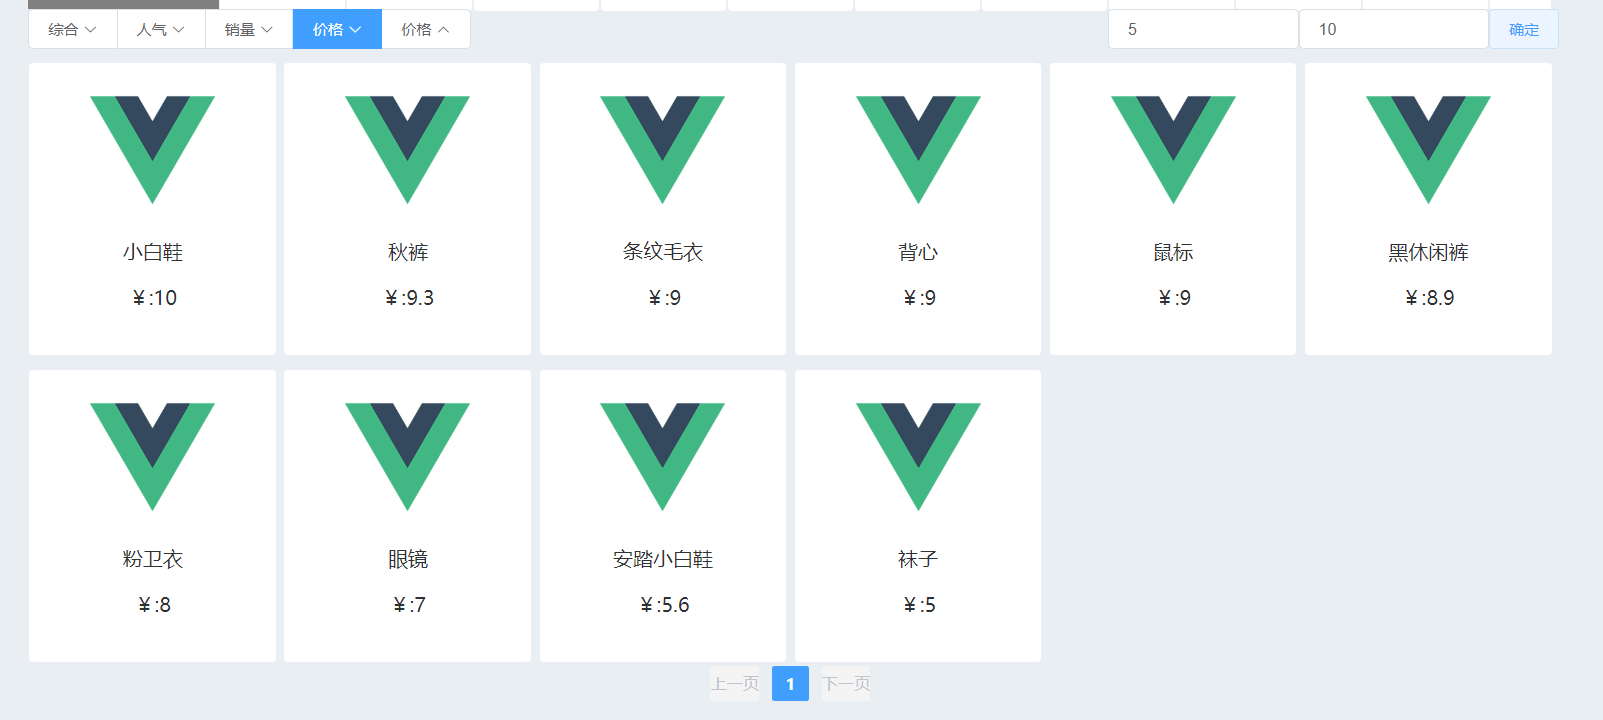 综合 人气 销量 价格 价格 5 10 确定
小白鞋 秋裤 条纹毛衣 背心 鼠标 黑休闲裤
￥:10 ￥:9.3 ￥:9 ￥:9 ￥:9 ￥:8.9
粉卫衣 眼镜 安踏小白鞋 袜子
￥:8 ￥:7 ￥:5.6 ￥:5
上一页 1 下一页